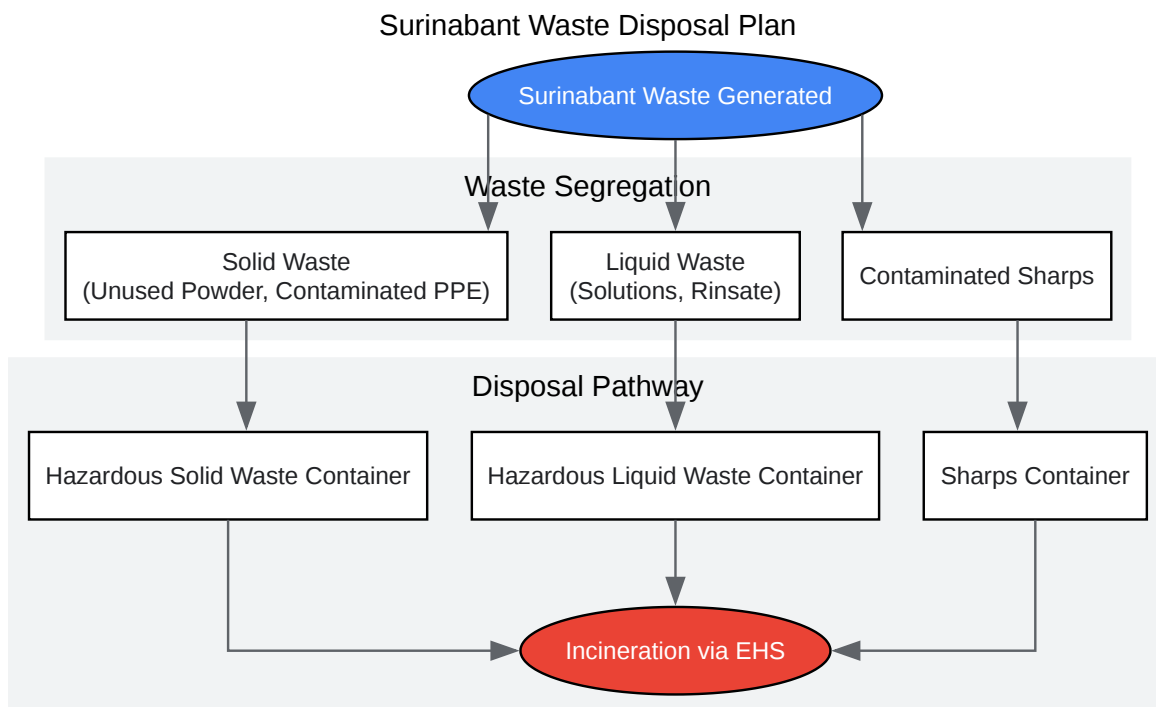 Surinabant Waste Disposal Plan
Surinabant Waste Generated
Waste Segregation
Solid Waste
(Unused Powder, Contaminated PPE)
Liquid Waste
(Solutions, Rinsate)
Contaminated Sharps
Disposal Pathway
Hazardous Solid Waste Container
Hazardous Liquid Waste Container
Sharps Container
Incineration via EHS